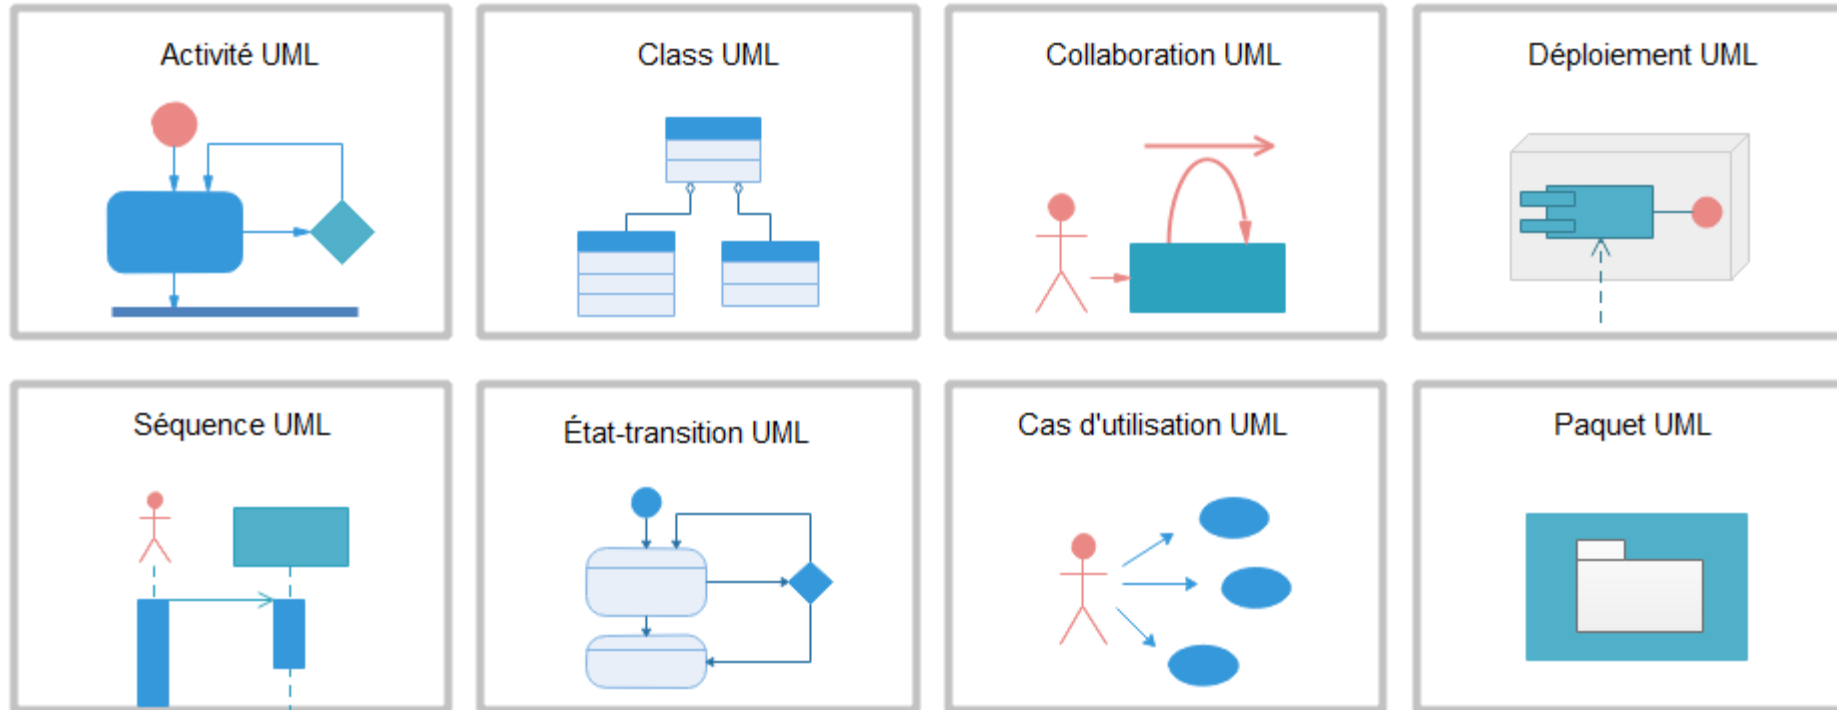 Activité UML
Class UML
Collaboration UML
Déploiement UML
Séquence UML
État-transition UML
Cas d'utilisation UML
Paquet UML